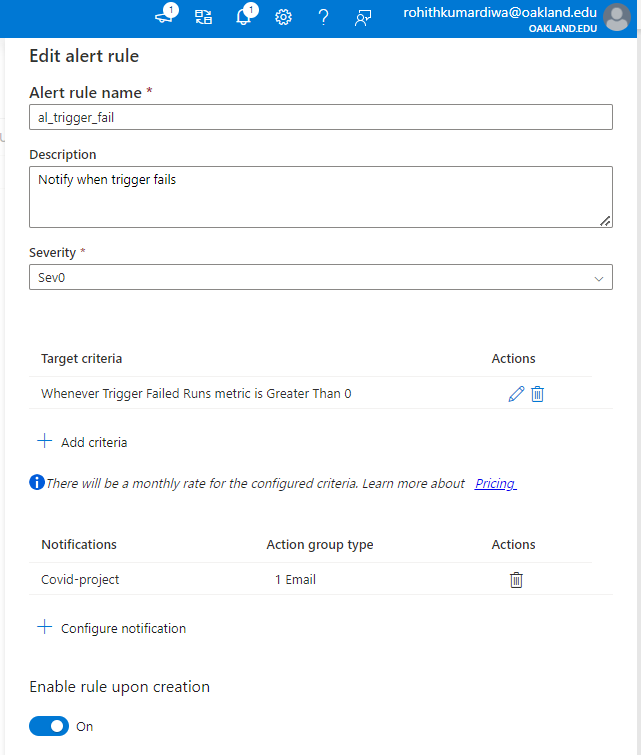 1
1
rohithkumardiwa@oakland.edu
OAKLAND.EDU
Edit alert rule
Alert rule name *
al_trigger_fail
Description
Notify when trigger fails
Severity *
Sev0
Target criteria Actions
Whenever Trigger Failed Runs metric is Greater Than 0
Add criteria
There will be a monthly rate for the configured criteria. Learn more about Pricing
Notifications Action group type Actions
Covid-project 1 Email
Configure notification
Enable rule upon creation
On